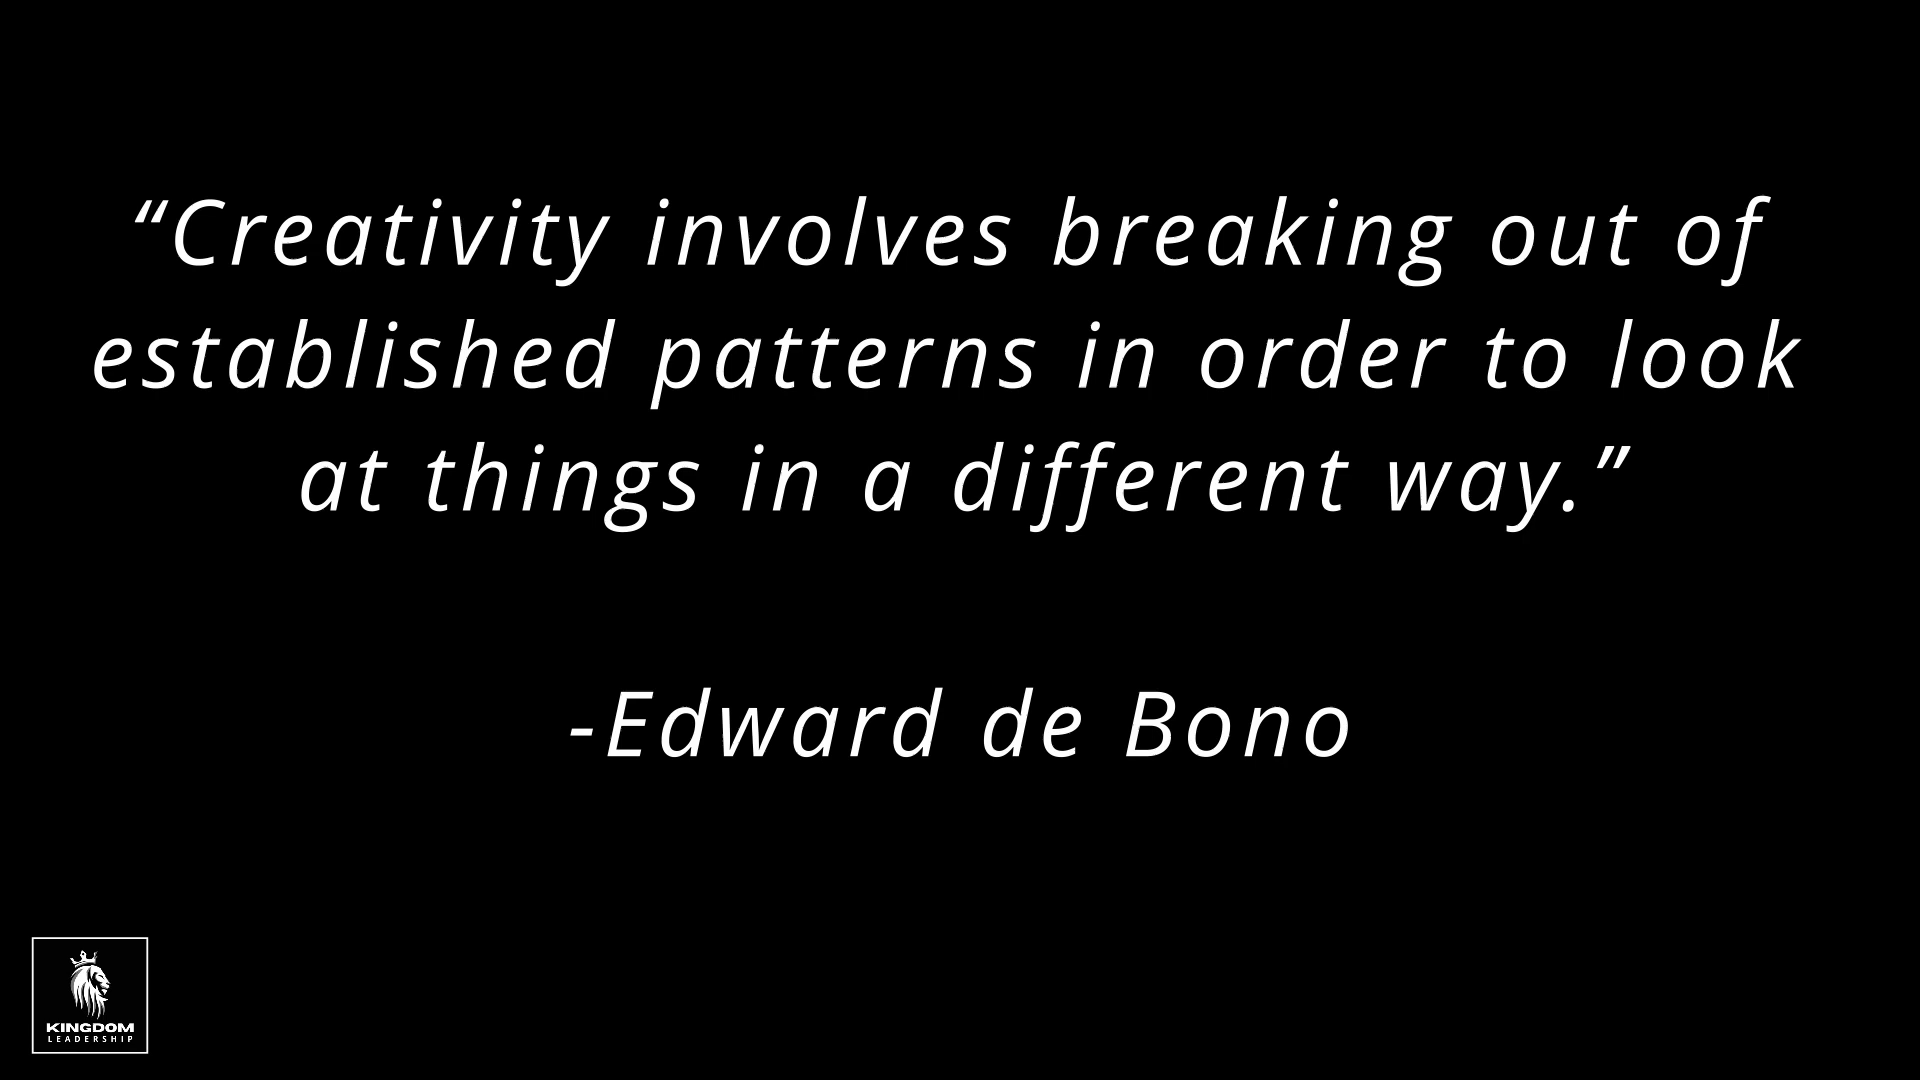 “Creativity involves breaking out of
established patterns in order to look
at things in a different way.”
-Edward de Bono
KINGDOM
LEADERSHIP